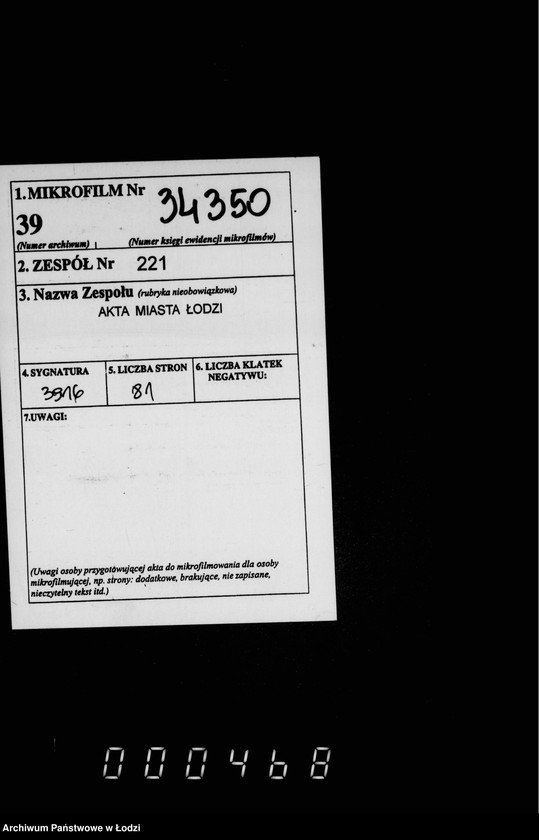 1.MIKROFILM Nr 34350
39
(Numer archiwum) (Numer księgi ewidencji mikrofilmów)
2. ZESPÓŁ Nr 221
3. Nazwa Zespołu (rubryka nieobowiązkowa)
AKTA MIASTA ŁODZI
4.SYGNATURA 5. LICZBA STRON 6. LICZBA KLATEK
NEGATYWU:
81
7.UWAGI:
(Uwagi osoby przygotowującej akta do mikrofilmowania dla osoby
mikrofilmującej, np. strony: dodatkowe, brakujące, nie zapisane,
nieczytelny tekst itd.)
000468
Archiwum Państwowe w Łodzi